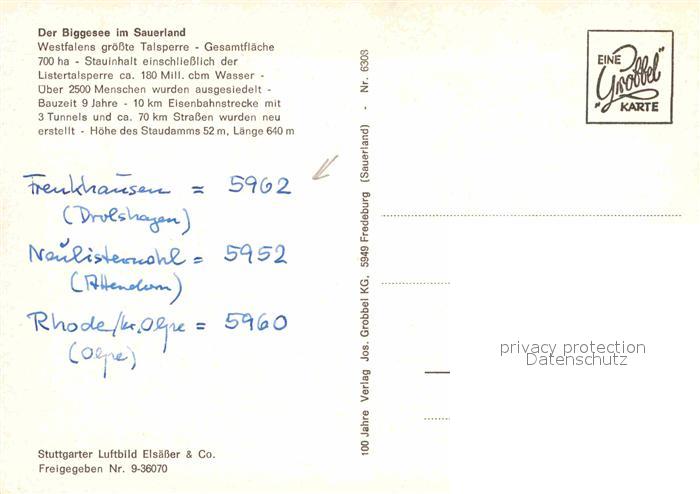 Der Biggesee im Sauerland
Westfalens größte Talsperre - Gesamtfläche
700 ha - Stauinhalt einschließlich der
Listertalsperre ca. 180 Mill. cbm Wasser -
Über 2500 Menschen wurden ausgesiedelt -
Bauzeit 9 Jahre - 10 km Eisenbahnstrecke mit
3 Tunnels und ca. 70 km Straßen wurden neu
erstellt - Höhe des Staudamms 52 m, Länge 640 m
Frenkhausen = 5962
(Drolshagen)
Neulisternohl = 5952
(Attendorn)
Rhode/kr. Olpe = 5960
(Olpe)
Stuttgarter Luftbild Elsäßer & Co.
Freigegeben Nr. 9-36070
100 Jahre Verlag Jos. Grobbel KG, 5949 Fredeburg (Sauerland) - Nr. 6303
EINE
"Grobbel"
KARTE
privacy protection
Datenschutz